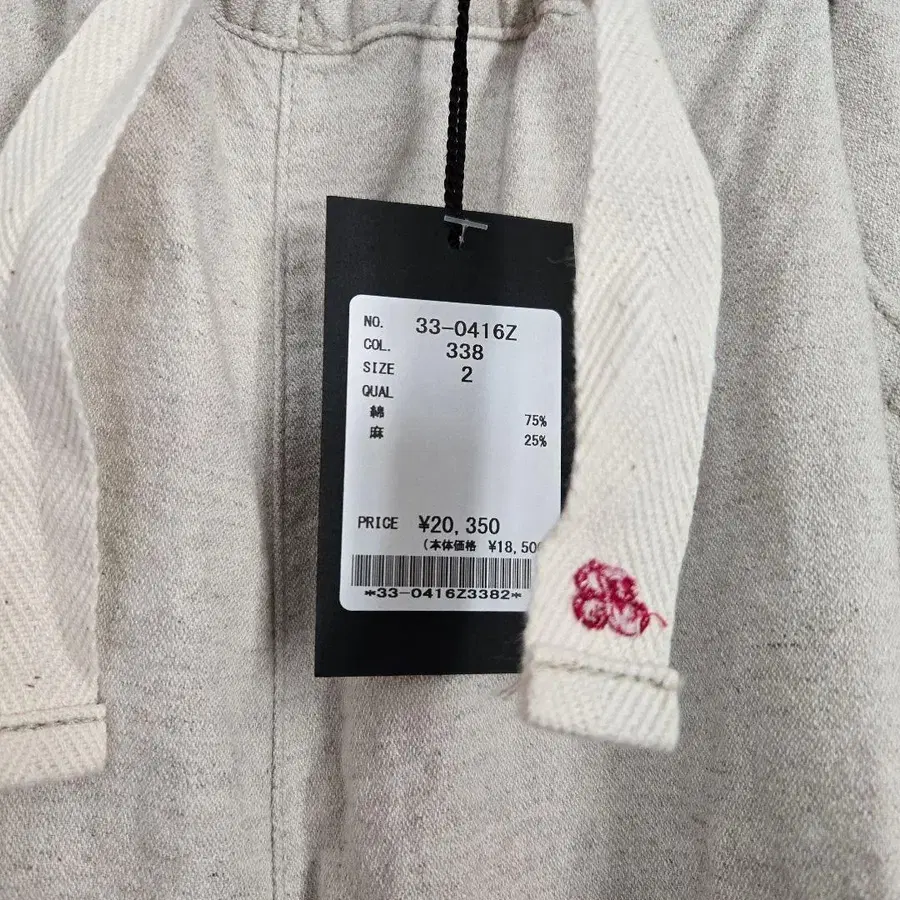 NO. 33-0416Z
COL. 338
SIZE 2
QUAL
綿 75%
麻 25%
PRICE ¥20,350
(本体価格 ¥18,50
*33-0416Z3382*